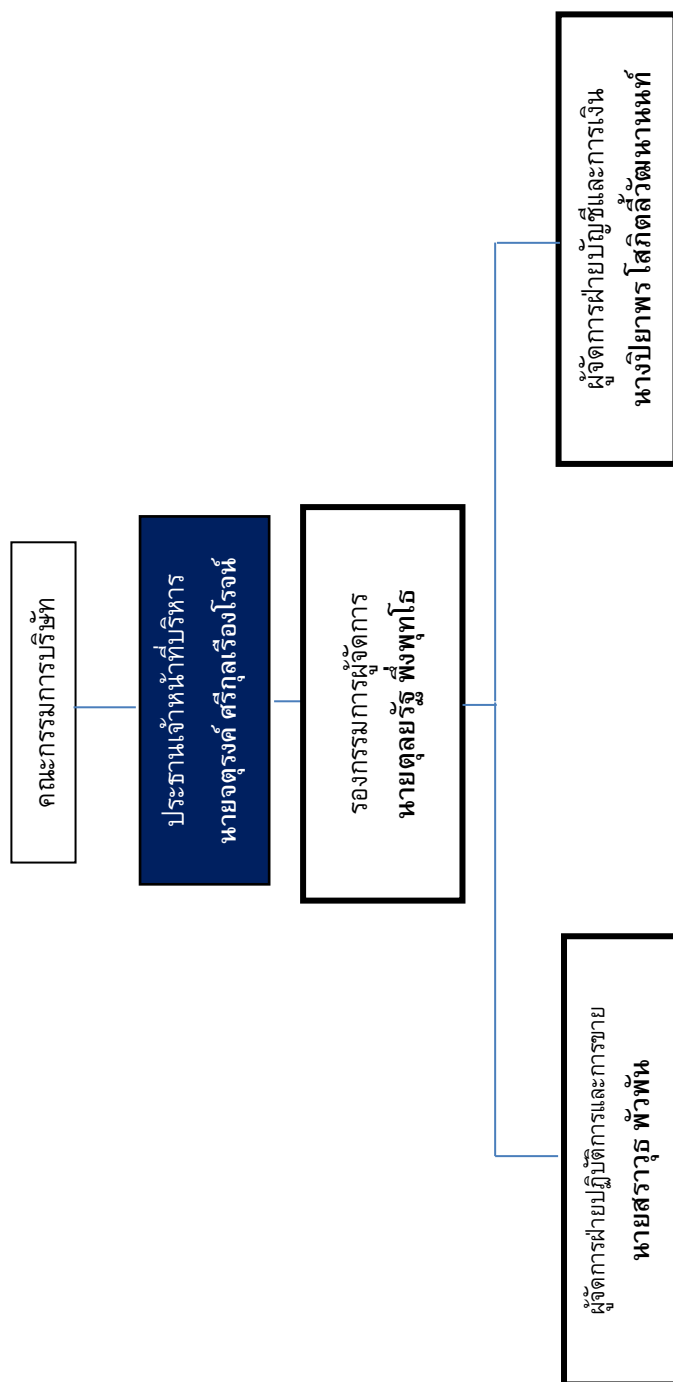 คณะกรรมการบริษัท
ประธานเจ้าหน้าที่บริหาร
นายจตุรงค์ ศรีกุลเรืองโรจน์
รองกรรมการผู้จัดการ
นายตุลยรัฐ พึ่งพุทโธ
ผู้จัดการฝ่ายปฏิบัติการและการขาย
นายสราวุธ พัวพัน
ผู้จัดการฝ่ายบัญชีและการเงิน
นางปิยาพร โสภิตลี้วัฒนานนท์